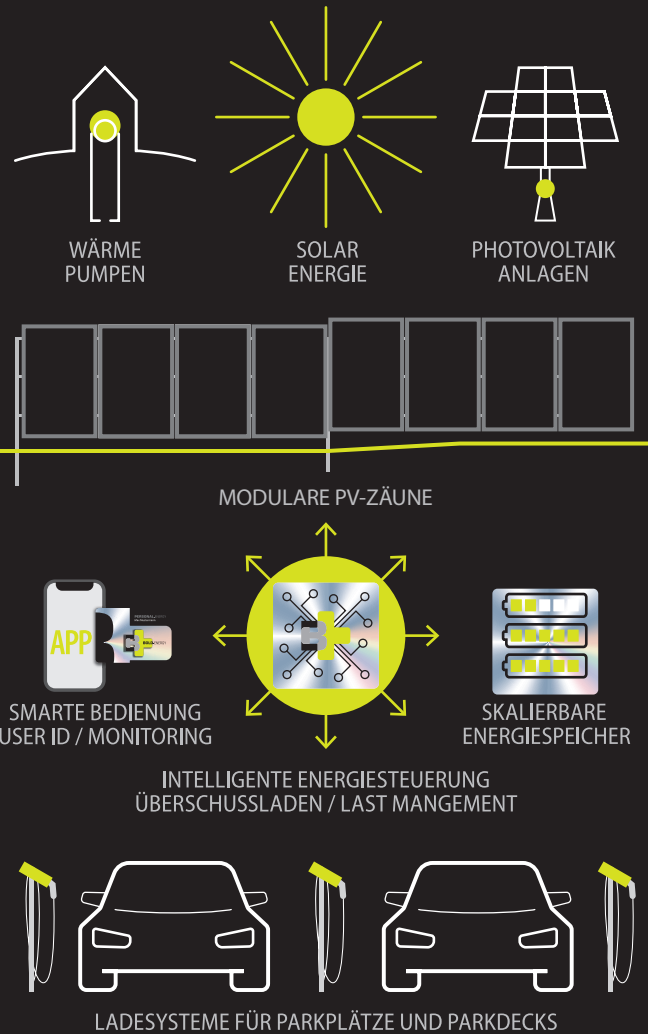 WÄRME
PUMPEN
SOLAR
ENERGIE
PHOTOVOLTAIK
ANLAGEN
MODULARE PV-ZÄUNE
APP
SMARTE BEDIENUNG
USER ID / MONITORING
SKALIERBARE
ENERGIESPEICHER
INTELLIGENTE ENERGIESTEUERUNG
ÜBERSCHUSSLADEN / LAST MANGEMENT
LADESYSTEME FÜR PARKPLÄTZE UND PARKDECKS